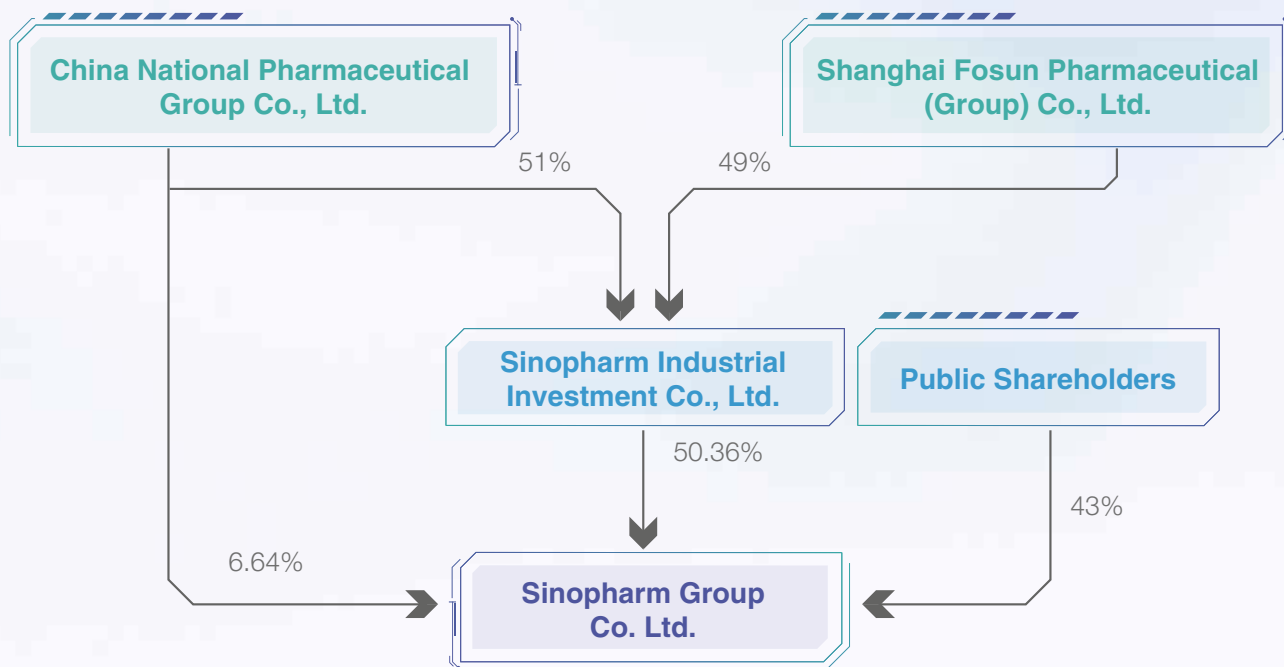 China National Pharmaceutical
Group Co., Ltd.
Shanghai Fosun Pharmaceutical
(Group) Co., Ltd.
51%
49%
Sinopharm Industrial
Investment Co., Ltd.
Public Shareholders
50.36%
43%
6.64%
Sinopharm Group
Co. Ltd.